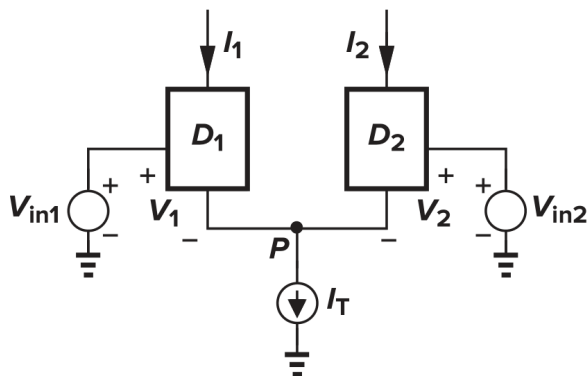 I1 I2
D1 D2
+ + + +
Vin1 V1 V2 Vin2
− − − −
P
IT